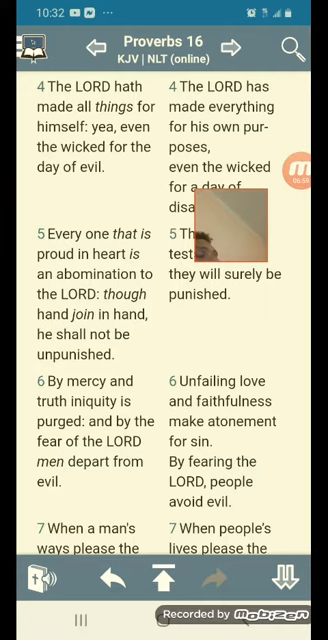 10:32
Proverbs 16
KJV | NLT (online)
06:58
4 The LORD hath
made all things for
himself: yea, even
the wicked for the
day of evil.
5 Every one that is
proud in heart is
an abomination to
the LORD: though
hand join in hand,
he shall not be
unpunished.
6 By mercy and
truth iniquity is
purged: and by the
fear of the LORD
men depart from
evil.
7 When a man's
ways please the
4 The LORD has
made everything
for his own pur-
poses,
even the wicked
for a day of
disa
5 Th
test
they will surely be
punished.
6 Unfailing love
and faithfulness
make atonement
for sin.
By fearing the
LORD, people
avoid evil.
7 When people's
lives please the
Recorded by mobizen